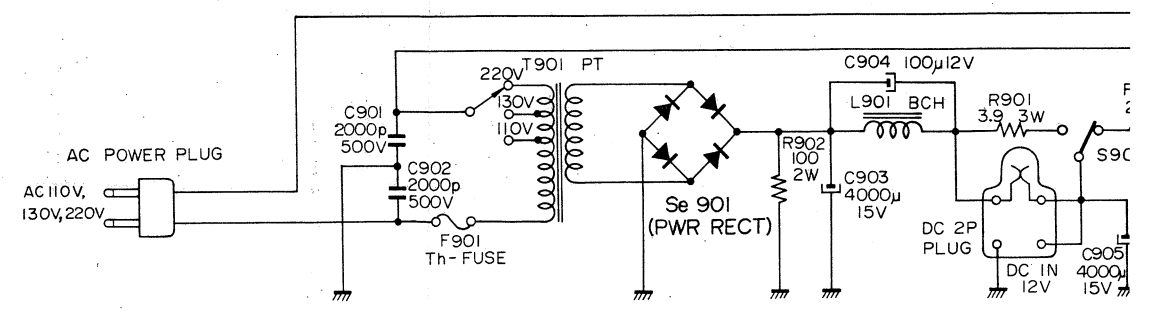 T901 PT
C904 100μ12V
220V
130V
110V
L901 BCH
R901
3.9 3W
C901
2000p
500V
AC POWER PLUG
AC110V,
130V,220V
C902
2000p
500V
R902
100
2W
C903
4000μ
15V
Se 901
(PWR RECT)
F901
Th-FUSE
DC 2P
PLUG
DC IN
12V
C905
4000μ
15V